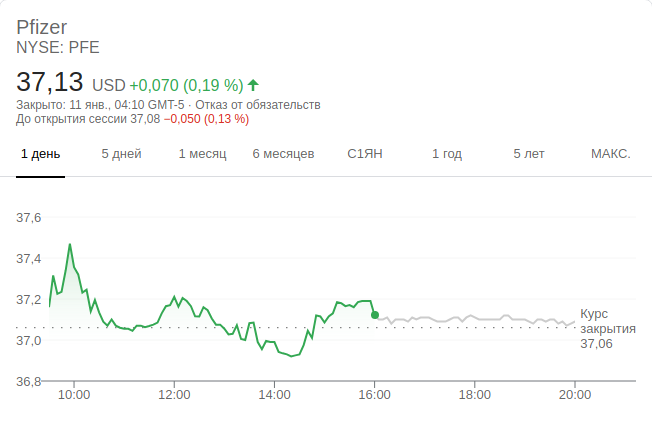 Pfizer
NYSE: PFE
37,13 USD +0,070 (0,19 %)
Закрыто: 11 янв., 04:10 GMT-5 · Отказ от обязательств
До открытия сессии 37,08 −0,050 (0,13 %)
1 день 5 дней 1 месяц 6 месяцев С1ЯН 1 год 5 лет МАКС.
37,6
37,4
37,2
37,0
36,8
Курс
закрытия
37,06
10:00 12:00 14:00 16:00 18:00 20:00